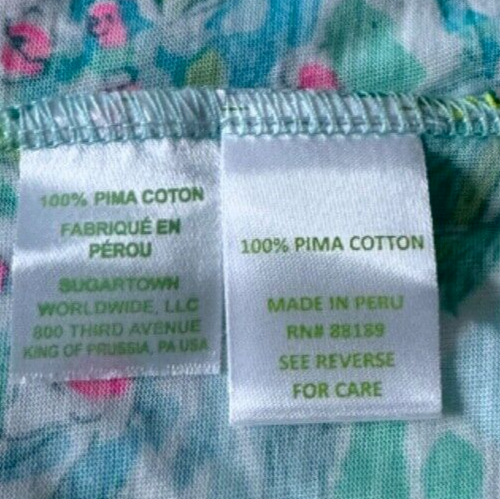 100% PIMA COTON
FABRIQUÉ EN
PÉROU
SUGARTOWN
WORLDWIDE, LLC
800 THIRD AVENUE
KING OF PRUSSIA, PA USA
100% PIMA COTTON
MADE IN PERU
RN# 88189
SEE REVERSE
FOR CARE